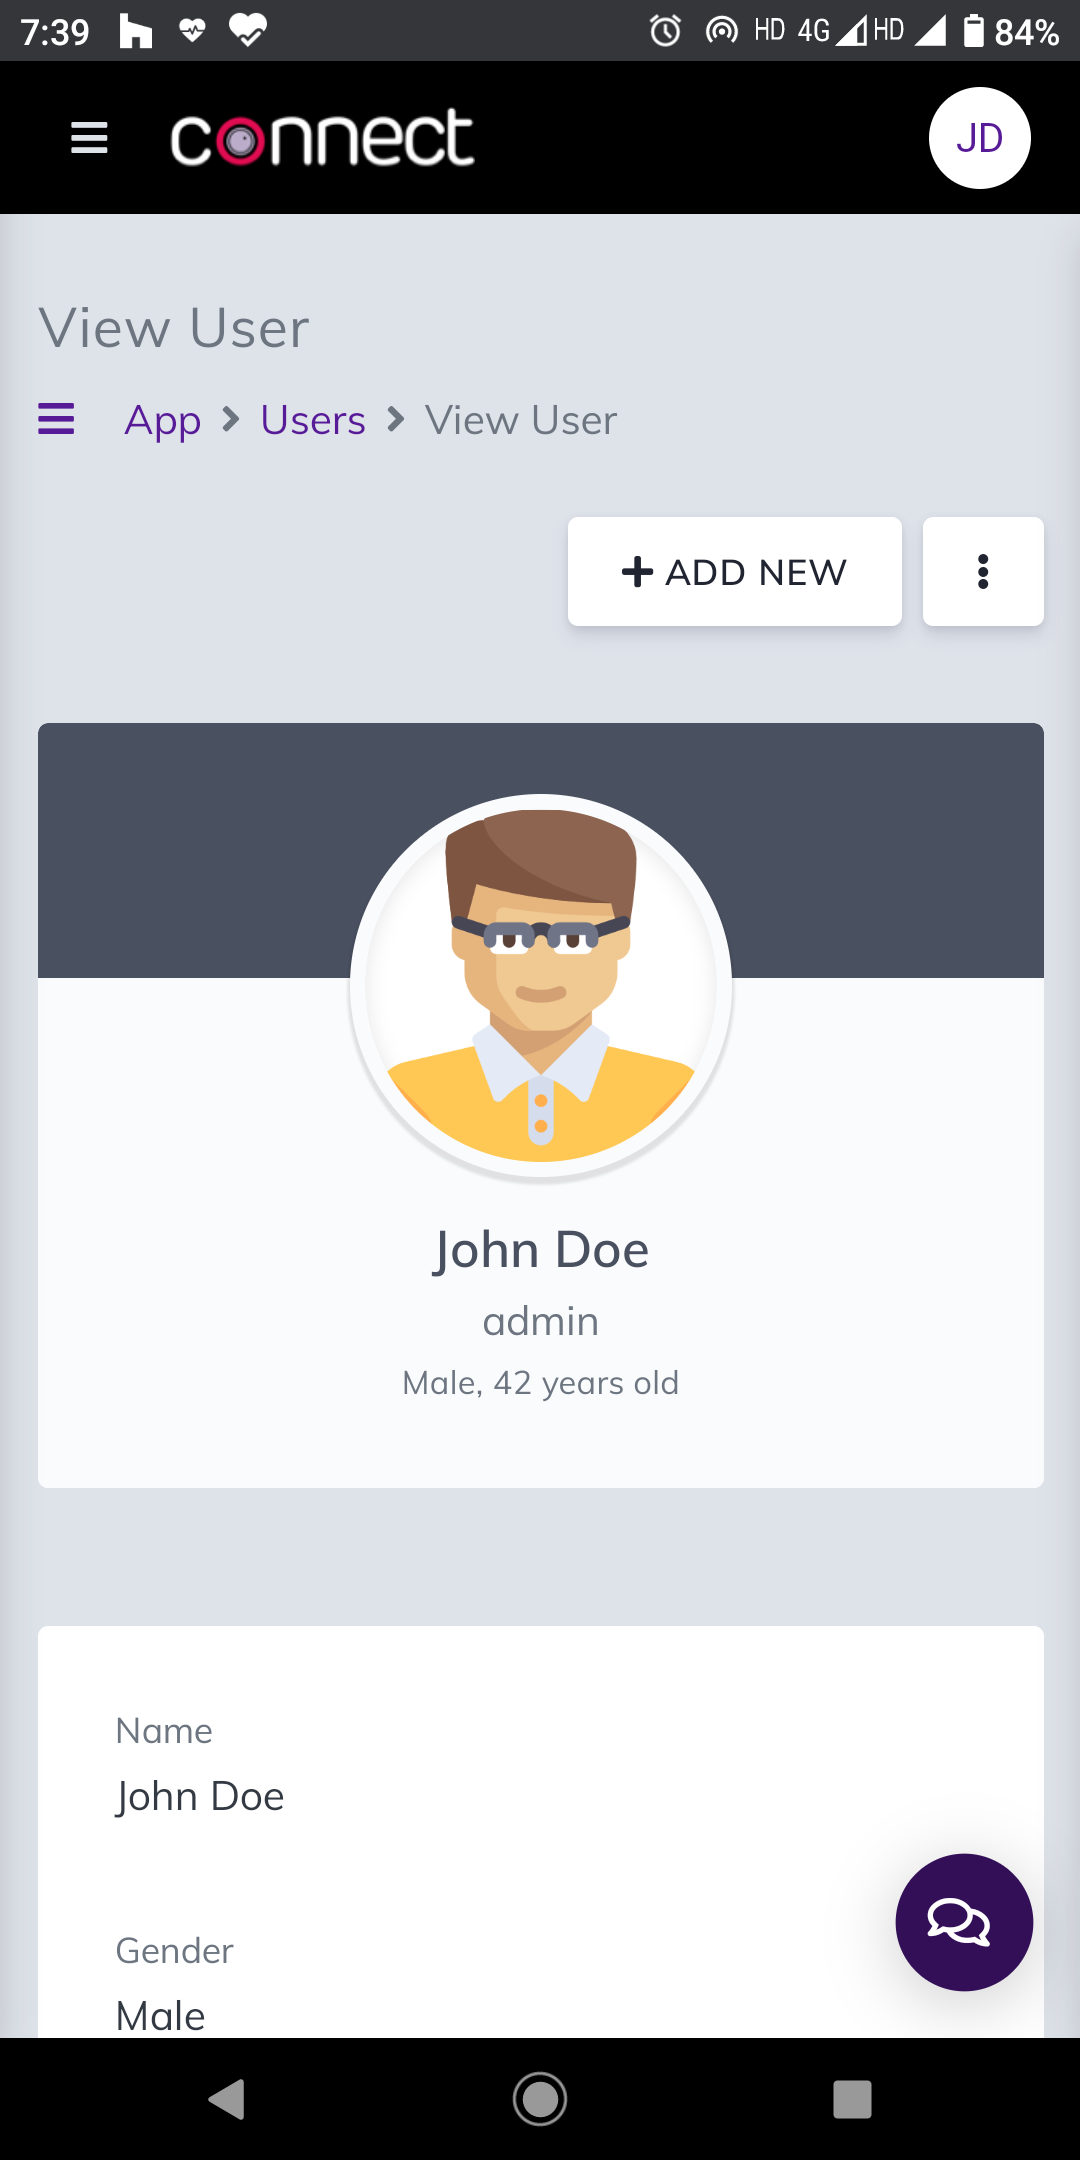 7:39 HD 4G HD 84%
connect JD
View User
App Users View User
ADD NEW
John Doe
admin
Male, 42 years old
Name
John Doe
Gender
Male